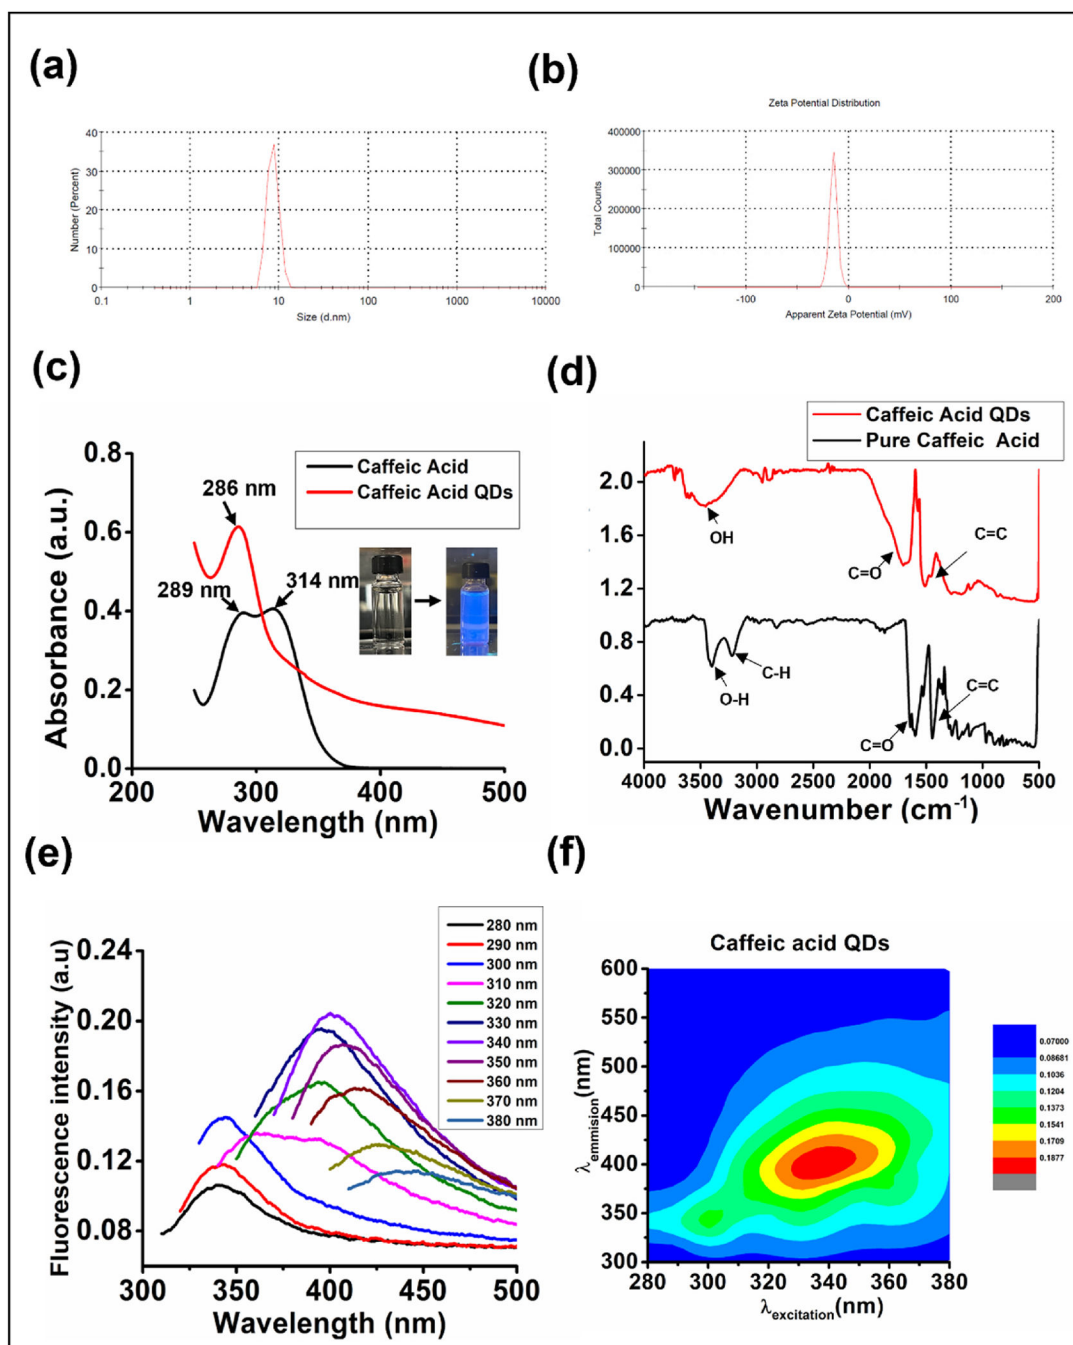 (a)
(b)
Zeta Potential Distribution
Number (Percent)
40
30
20
10
0
0.1
1
10
100
1000
10000
Size (d.nm)
Total Counts
400000
300000
200000
100000
0
-100
0
100
200
Apparent Zeta Potential (mV)
(c)
Absorbance (a.u.)
0.8
0.6
0.4
0.2
0.0
200
300
400
500
Wavelength (nm)
Caffeic Acid
Caffeic Acid QDs
286 nm
289 nm
314 nm
(d)
Caffeic Acid QDs
Pure Caffeic Acid
2.0
1.6
1.2
0.8
0.4
0.0
OH
C=O
C=C
C-H
O-H
C=O
C=C
4000
3500
3000
2500
2000
1500
1000
500
Wavenumber (cm-1)
(e)
Fluorescence intensity (a.u)
0.24
0.20
0.16
0.12
0.08
300
350
400
450
500
Wavelength (nm)
280 nm
290 nm
300 nm
310 nm
320 nm
330 nm
340 nm
350 nm
360 nm
370 nm
380 nm
(f)
Caffeic acid QDs
λemmision(nm)
600
550
500
450
400
350
300
280
300
320
340
360
380
λexcitation(nm)
0.07000
0.08681
0.1036
0.1204
0.1373
0.1541
0.1709
0.1877